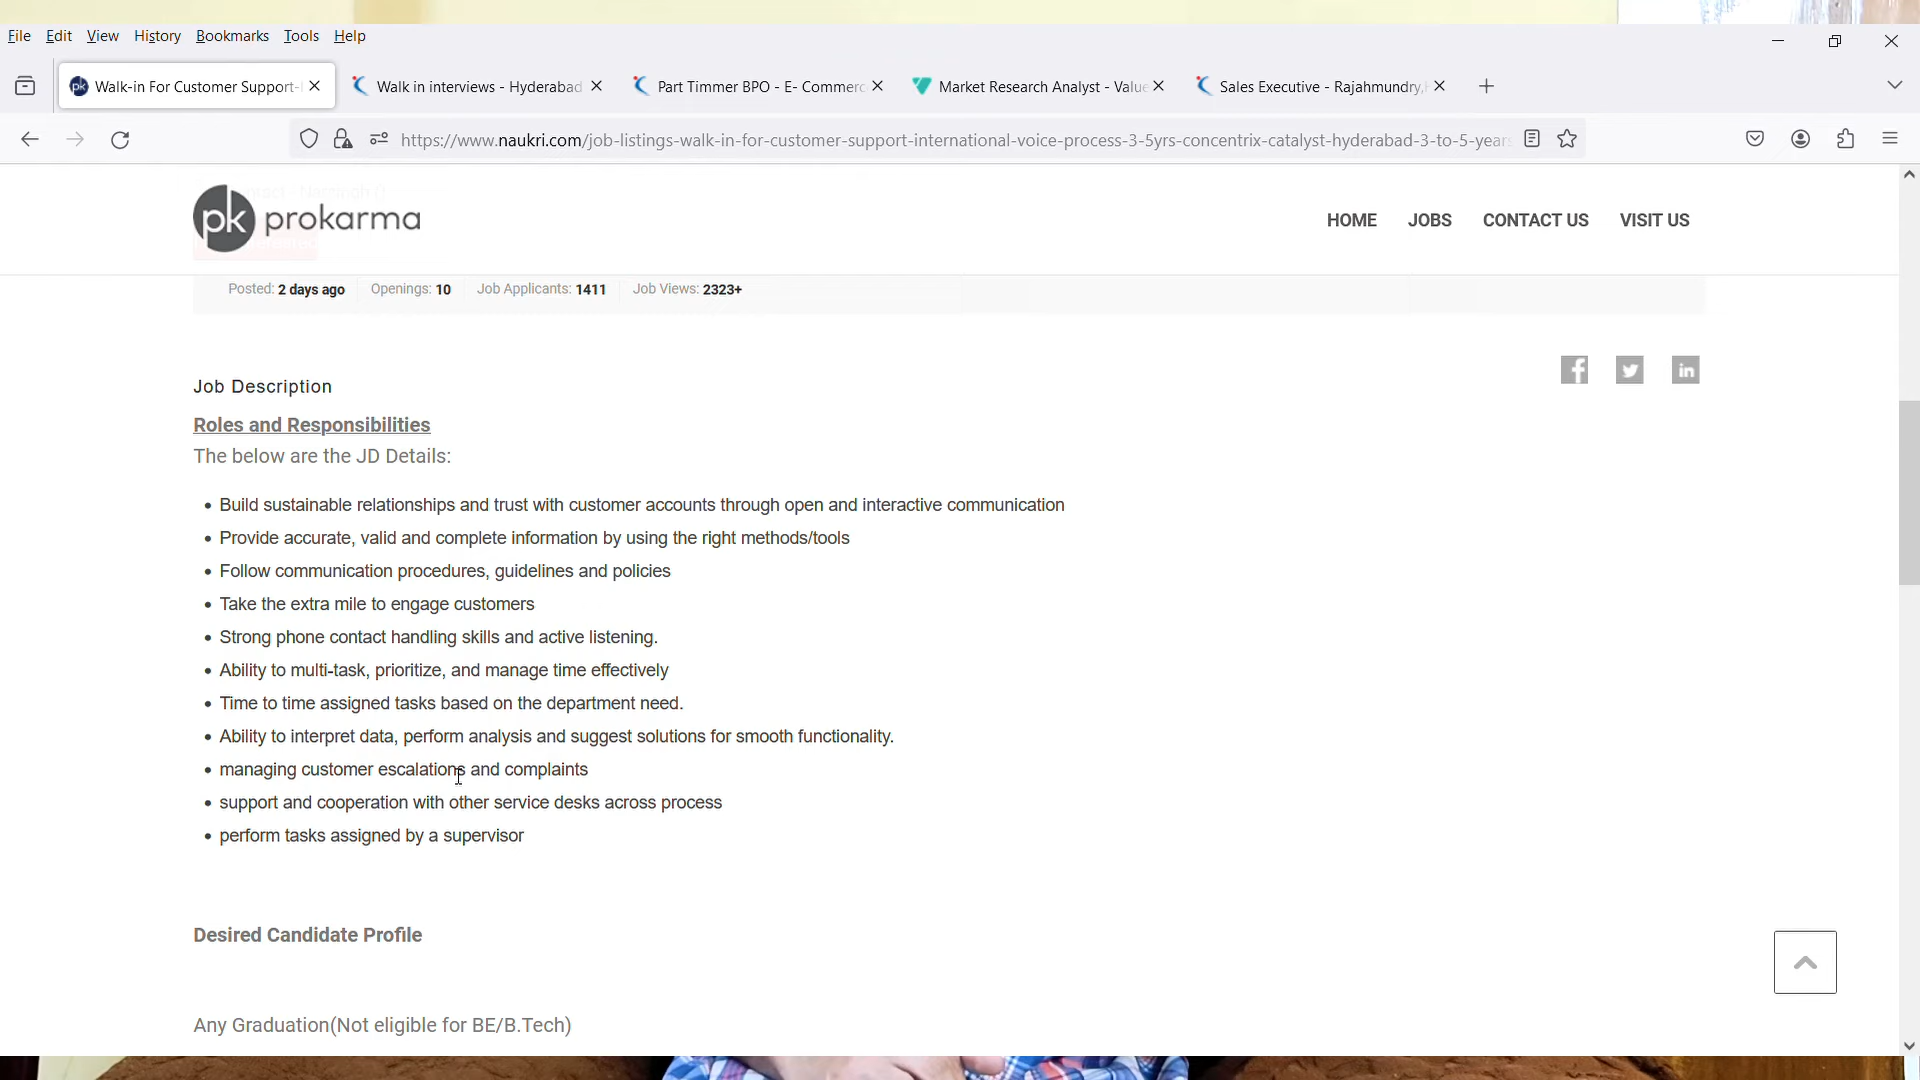 File Edit View History Bookmarks Tools Help
Walk-in For Customer Support- Walk in interviews - Hyderabad Part Timmer BPO - E- Commerc Market Research Analyst - Value Sales Executive - Rajahmundry,
https://www.naukri.com/job-listings-walk-in-for-customer-support-international-voice-process-3-5yrs-concentrix-catalyst-hyderabad-3-to-5-years
pk prokarma
HOME JOBS CONTACT US VISIT US
Posted: 2 days ago Openings: 10 Job Applicants: 1411 Job Views: 2323+
Job Description
Roles and Responsibilities
The below are the JD Details:
• Build sustainable relationships and trust with customer accounts through open and interactive communication
• Provide accurate, valid and complete information by using the right methods/tools
• Follow communication procedures, guidelines and policies
• Take the extra mile to engage customers
• Strong phone contact handling skills and active listening.
• Ability to multi-task, prioritize, and manage time effectively
• Time to time assigned tasks based on the department need.
• Ability to interpret data, perform analysis and suggest solutions for smooth functionality.
• managing customer escalations and complaints
• support and cooperation with other service desks across process
• perform tasks assigned by a supervisor
Desired Candidate Profile
Any Graduation(Not eligible for BE/B.Tech)